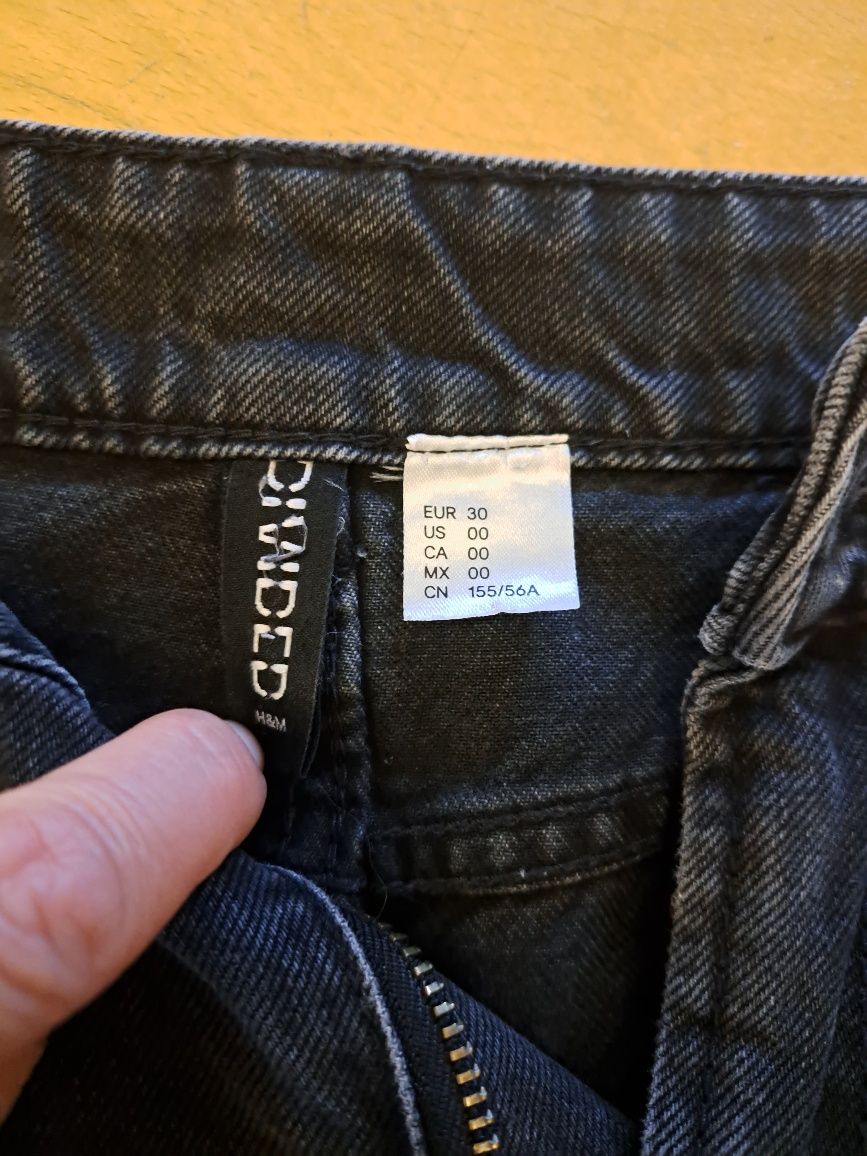 DIVIDED
H&M
EUR 30
US 00
CA 00
MX 00
CN 155/56A